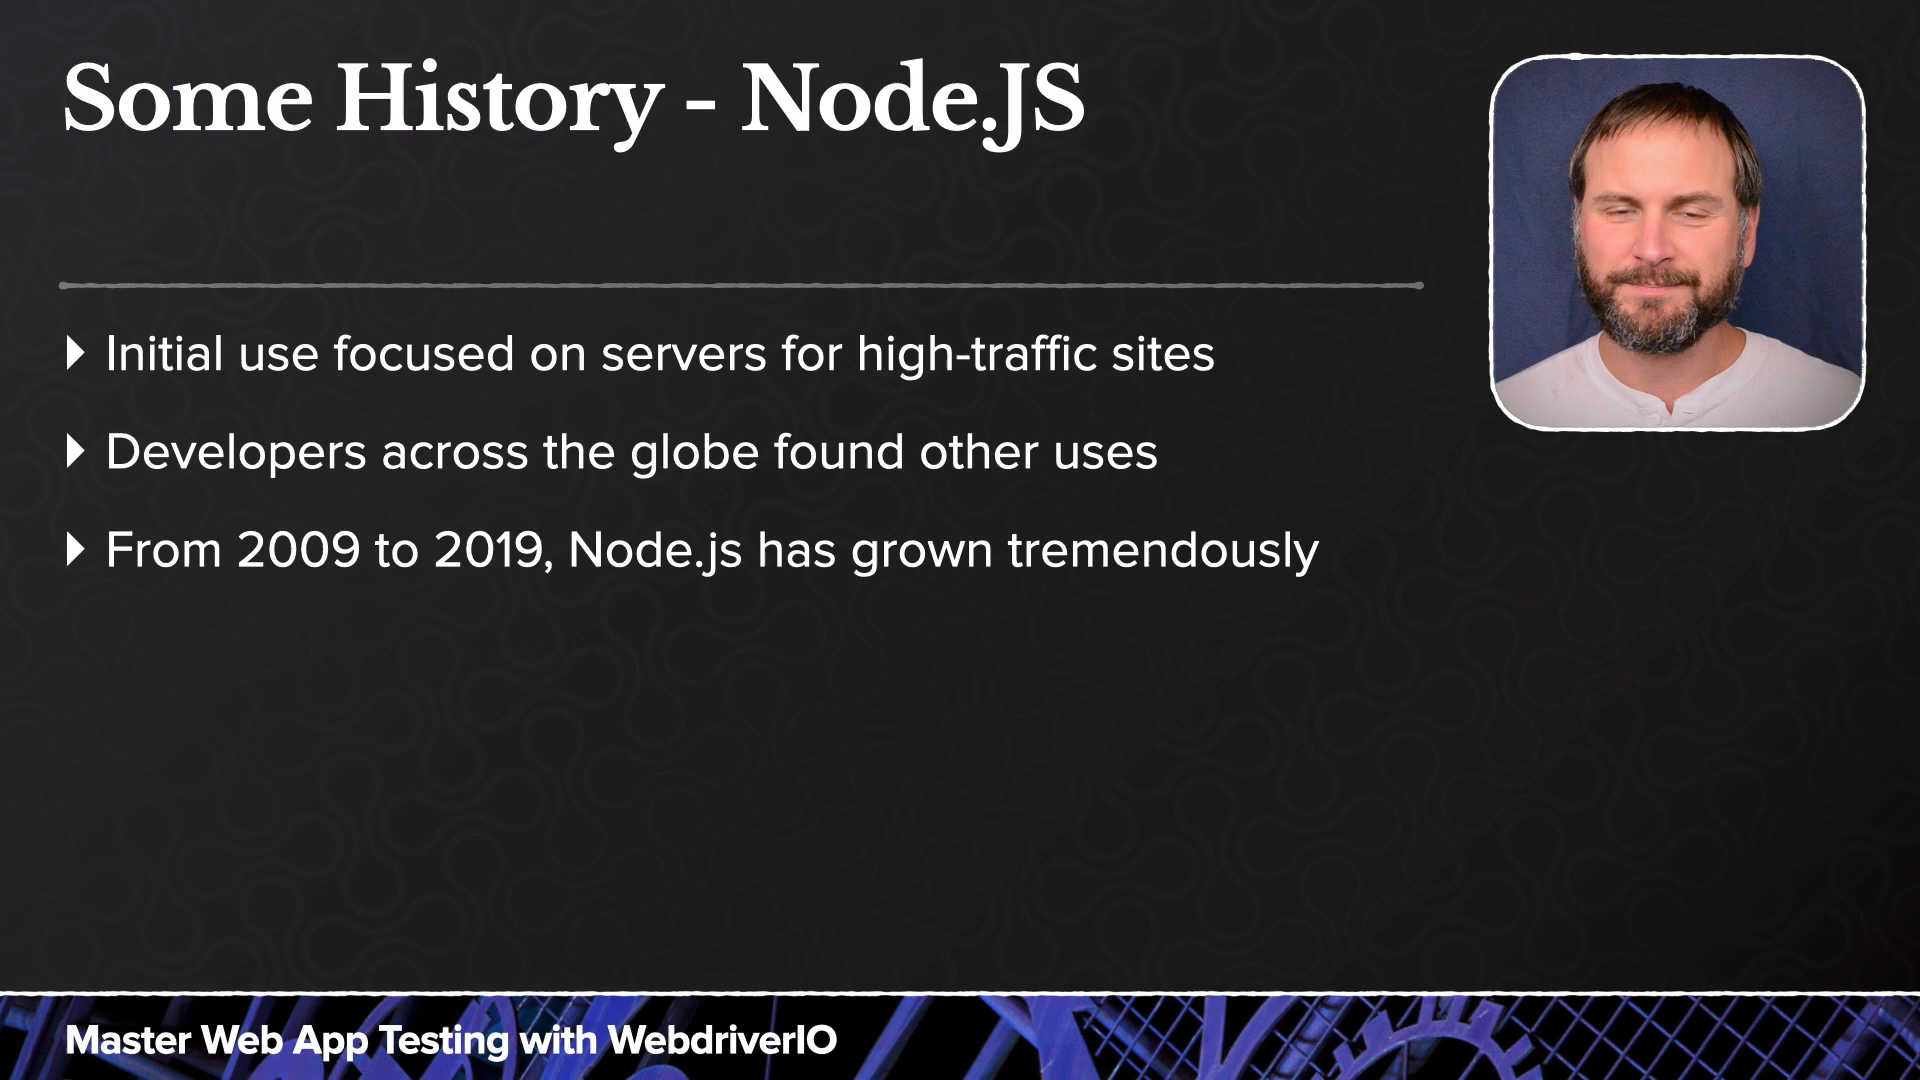 Some History - Node.JS
Initial use focused on servers for high-traffic sites
Developers across the globe found other uses
From 2009 to 2019, Node.js has grown tremendously
Master Web App Testing with WebdriverIO